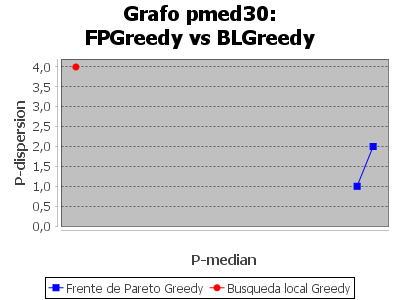 Grafo pmed30:
FPGreedy vs BLGreedy
4,0
3,5
3,0
2,5
2,0
1,5
1,0
0,5
0,0
P-dispersion
P-median
Frente de Pareto Greedy
Busqueda local Greedy